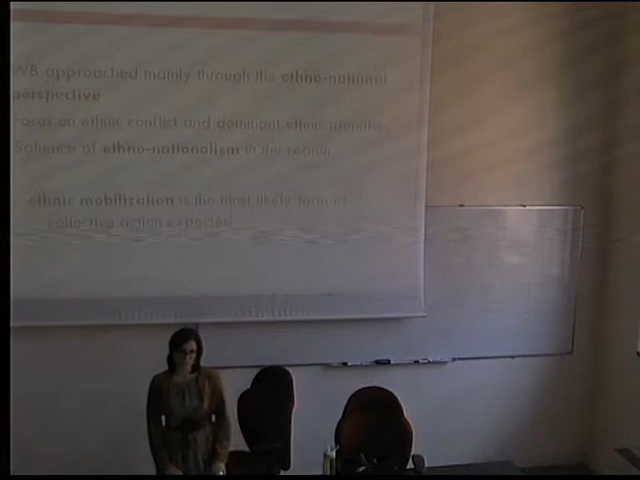 WB approached mainly through the ethno-national
perspective
Focus on ethnic conflict and dominant ethnic identities
Salience of ethno-nationalism in the region
ethnic mobilization is the most likely form of
collective action expected